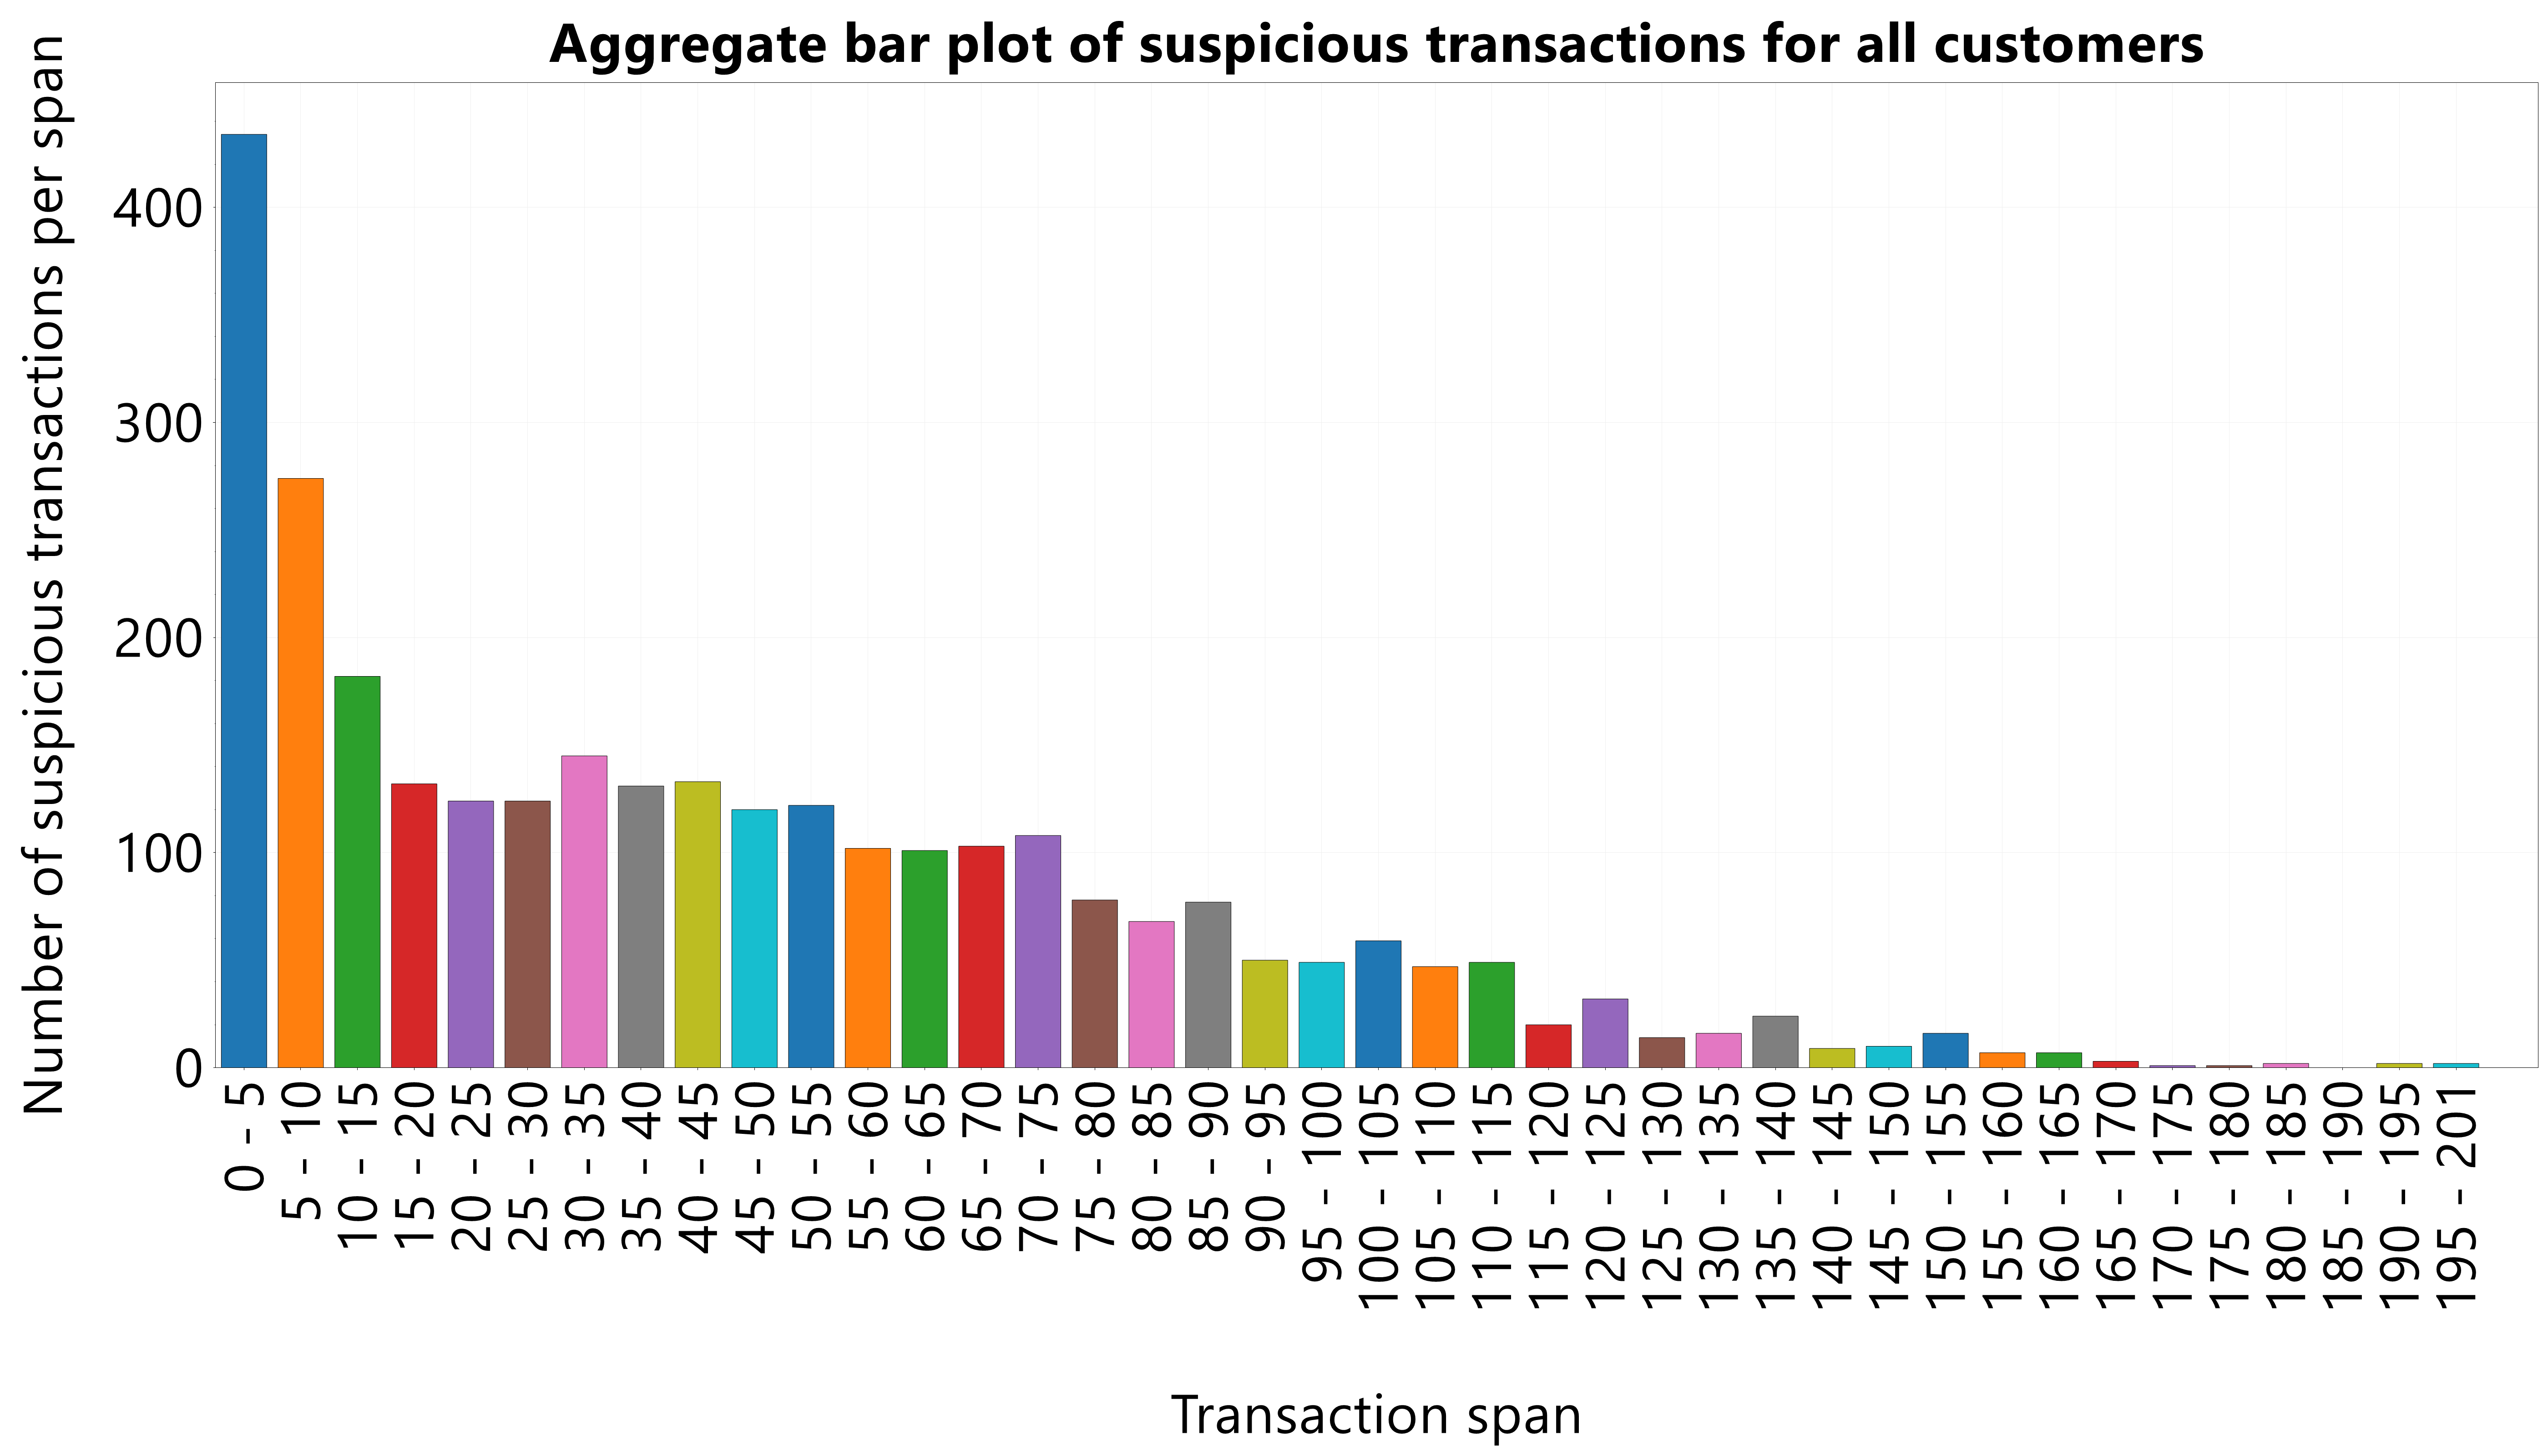 Aggregate bar plot of suspicious transactions for all customers
Number of suspicious transactions per span
400
300
200
100
0
0 - 5
5 - 10
10 - 15
15 - 20
20 - 25
25 - 30
30 - 35
35 - 40
40 - 45
45 - 50
50 - 55
55 - 60
60 - 65
65 - 70
70 - 75
75 - 80
80 - 85
85 - 90
90 - 95
95 - 100
100 - 105
105 - 110
110 - 115
115 - 120
120 - 125
125 - 130
130 - 135
135 - 140
140 - 145
145 - 150
150 - 155
155 - 160
160 - 165
165 - 170
170 - 175
175 - 180
180 - 185
185 - 190
190 - 195
195 - 201
Transaction span